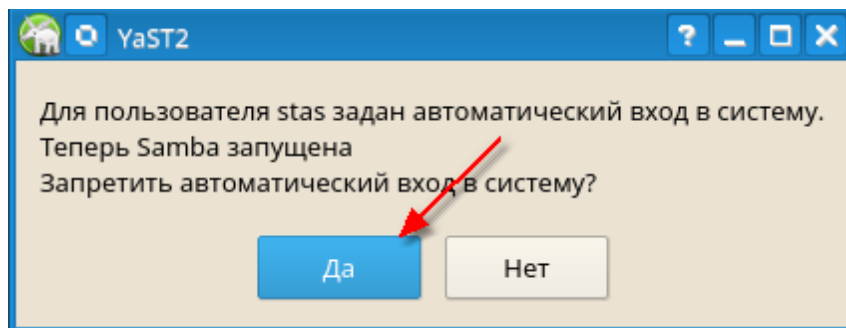 YaST2
Для пользователя stas задан автоматический вход в систему.
Теперь Samba запущена
Запретить автоматический вход в систему?
Да
Нет